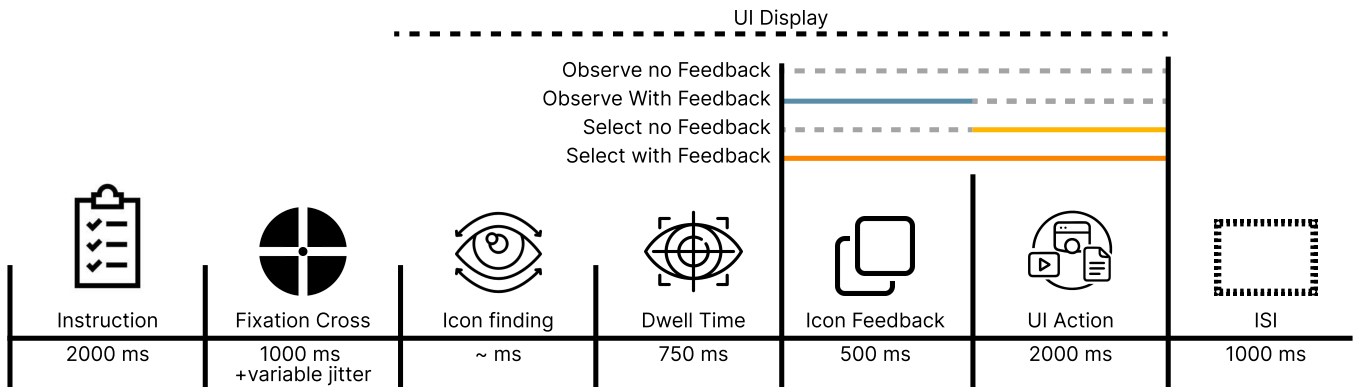 UI Display
Observe no Feedback
Observe With Feedback
Select no Feedback
Select with Feedback
Instruction
Fixation Cross
Icon finding
Dwell Time
Icon Feedback
UI Action
ISI
2000 ms
1000 ms
+variable jitter
~ ms
750 ms
500 ms
2000 ms
1000 ms